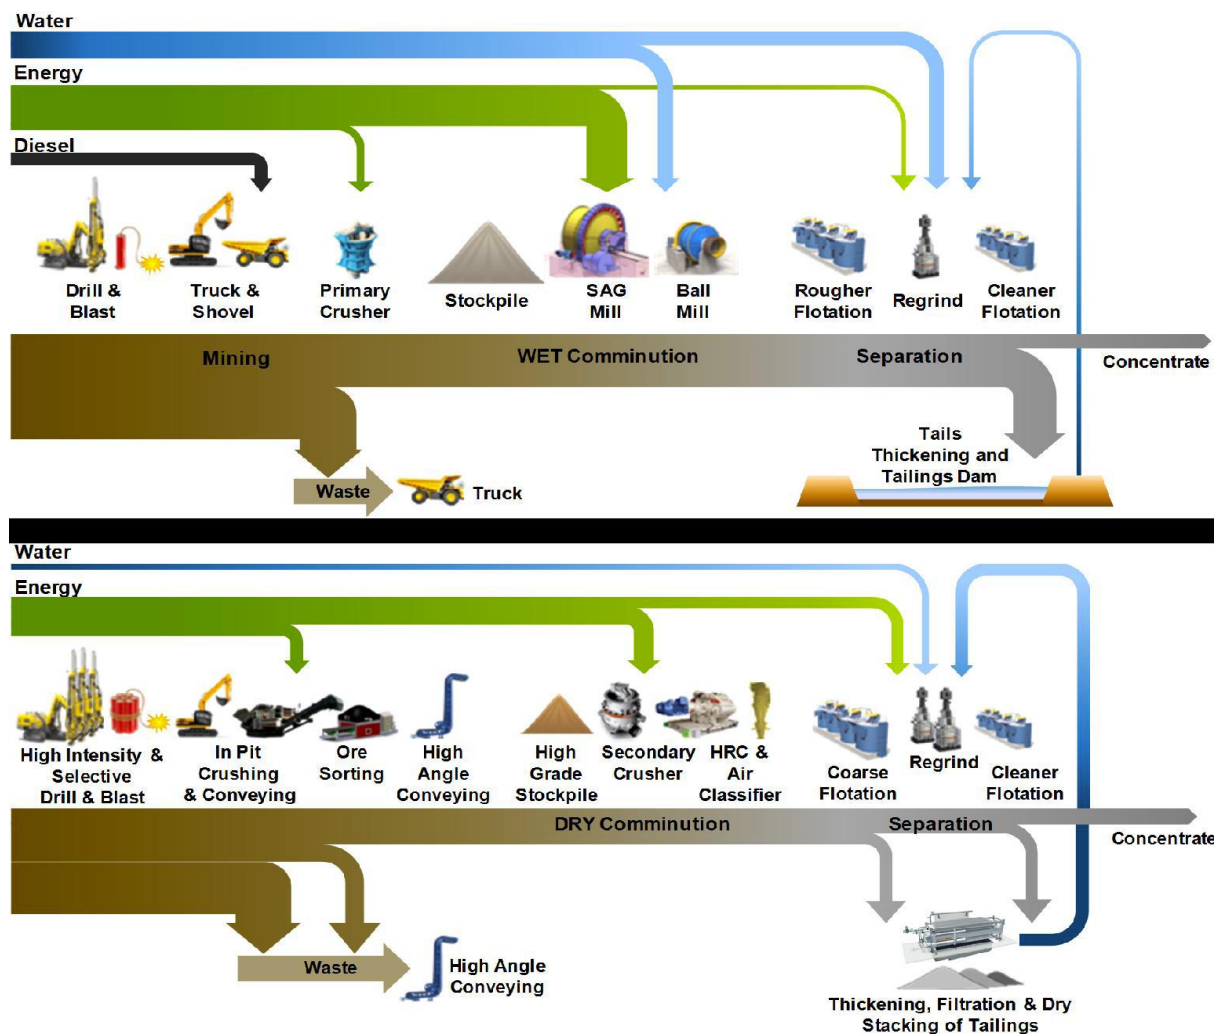 Water
Energy
Diesel
Drill &
Blast
Truck &
Shovel
Primary
Crusher
Stockpile
SAG
Mill
Ball
Mill
Rougher
Flotation
Regrind
Cleaner
Flotation
Mining
WET Comminution
Separation
Concentrate
Waste
Truck
Tails
Thickening and
Tailings Dam
Water
Energy
High Intensity &
Selective
Drill & Blast
In Pit
Crushing
& Conveying
Ore
Sorting
High
Angle
Conveying
High
Grade
Stockpile
Secondary
Crusher
HRC &
Air
Classifier
Coarse
Flotation
Regrind
Cleaner
Flotation
DRY Comminution
Separation
Concentrate
Waste
High Angle
Conveying
Thickening, Filtration & Dry
Stacking of Tailings